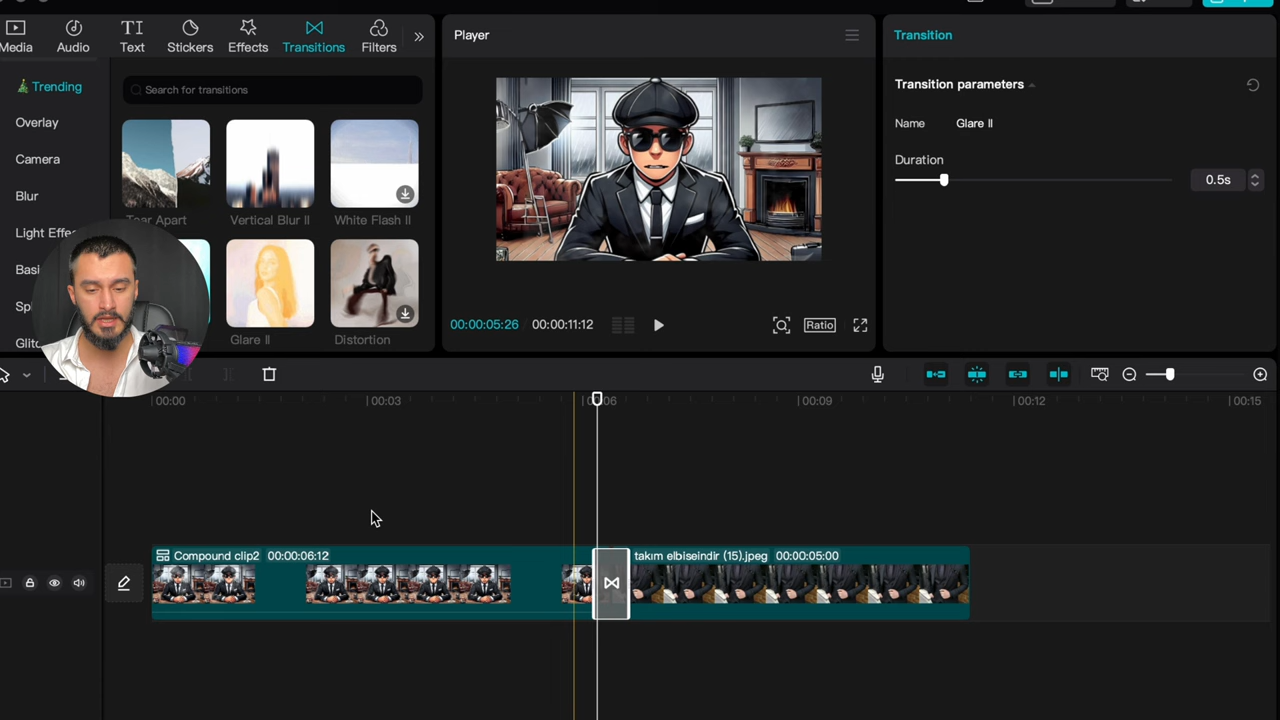 Media Audio Text Stickers Effects Transitions Filters
Trending
Overlay
Camera
Blur
Light Effe
Basi
Spl
Glitc
Search for transitions
Tear Apart Vertical Blur II White Flash II
Glare II Distortion
Player
00:00:05:26 00:00:11:12
Ratio
Transition
Transition parameters
Name Glare II
Duration
0.5s
00:00 00:03 00:06 00:09 00:12 00:15
Compound clip2 00:00:06:12
takım elbiseindir (15).jpeg 00:00:05:00